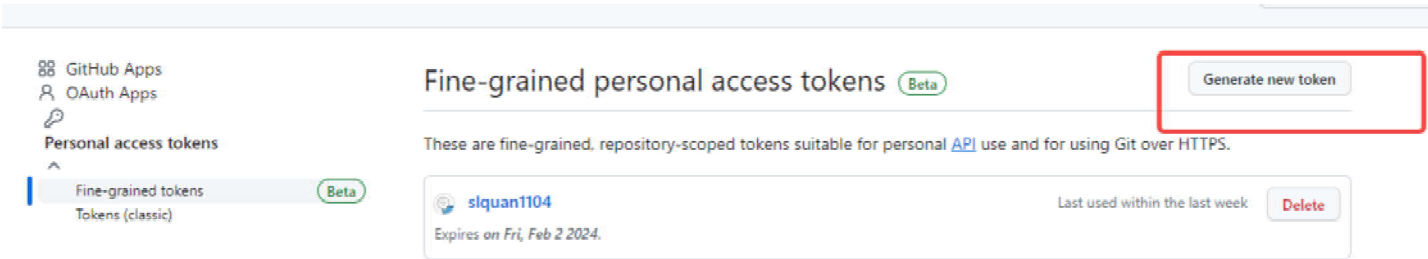 GitHub Apps
OAuth Apps
Personal access tokens
Fine-grained tokens Beta
Tokens (classic)
Fine-grained personal access tokens Beta
Generate new token
These are fine-grained, repository-scoped tokens suitable for personal API use and for using Git over HTTPS.
slquan1104
Last used within the last week
Delete
Expires on Fri, Feb 2 2024.